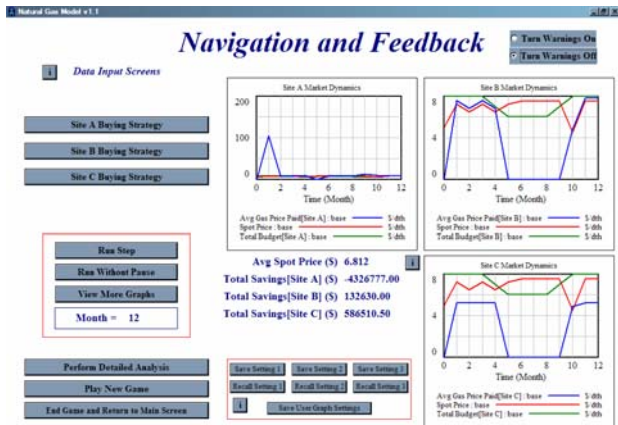 Natural Gas Model v1.1
Navigation and Feedback
Turn Warnings On
Turn Warnings Off
i
Data Input Screens
Site A Buying Strategy
Site B Buying Strategy
Site C Buying Strategy
Site A Market Dynamics
200
100
0
0 2 4 6 8 10 12
Time (Month)
Avg Gas Price Paid[Site A] : base $/dth
Spot Price : base $/dth
Total Budget[Site A] : base $/dth
Site B Market Dynamics
8
4
0
0 2 4 6 8 10 12
Time (Month)
Avg Gas Price Paid[Site B] : base $/dth
Spot Price : base $/dth
Total Budget[Site B] : base $/dth
Run Step
Run Without Pause
View More Graphs
Month = 12
Avg Spot Price ($) 6.812
i
Total Savings[Site A] ($) -4326777.00
Total Savings[Site B] ($) 132630.00
Total Savings[Site C] ($) 586510.50
Site C Market Dynamics
8
4
0
0 2 4 6 8 10 12
Time (Month)
Avg Gas Price Paid[Site C] : base $/dth
Spot Price : base $/dth
Total Budget[Site C] : base $/dth
Perform Detailed Analysis
Play New Game
End Game and Return to Main Screen
Save Setting 1 Save Setting 2 Save Setting 3
Recall Setting 1 Recall Setting 2 Recall Setting 3
i
Save User Graph Settings